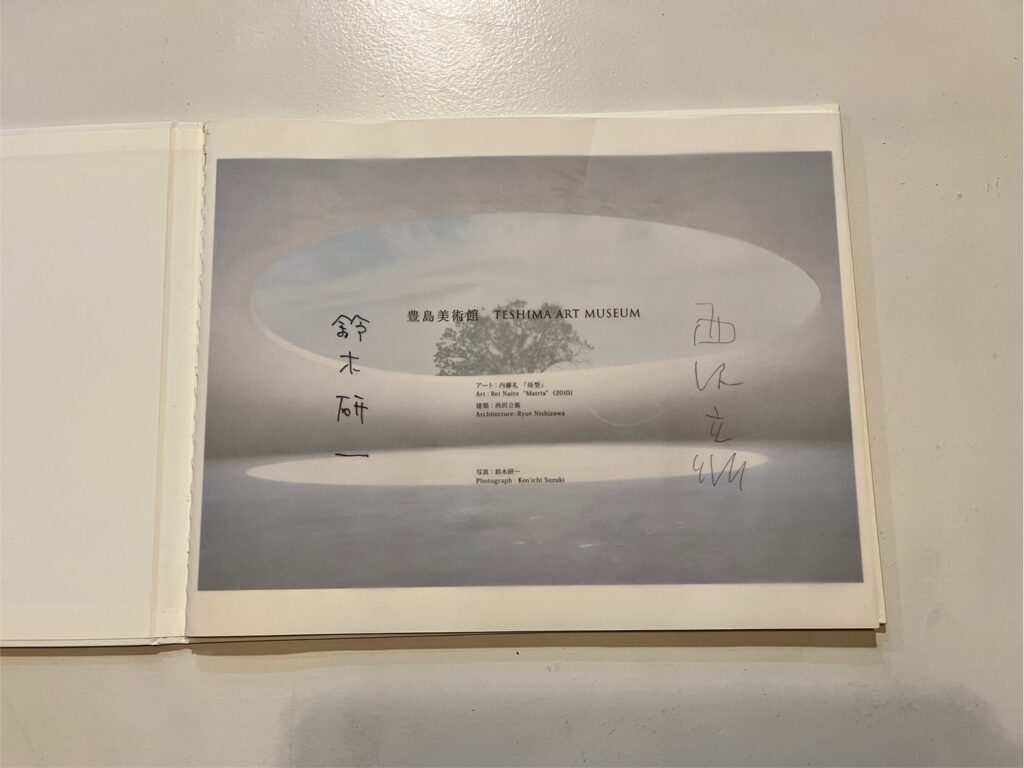 豊島美術館 TESHIMA ART MUSEUM
アート：内藤礼 「母型」
Art : Rei Naito "Matrix" (2010)
建築：西沢立衛
Architecture : Ryue Nishizawa
写真：鈴木研一
Photograph : Ken'ichi Suzuki
鈴木研一
西沢立衛